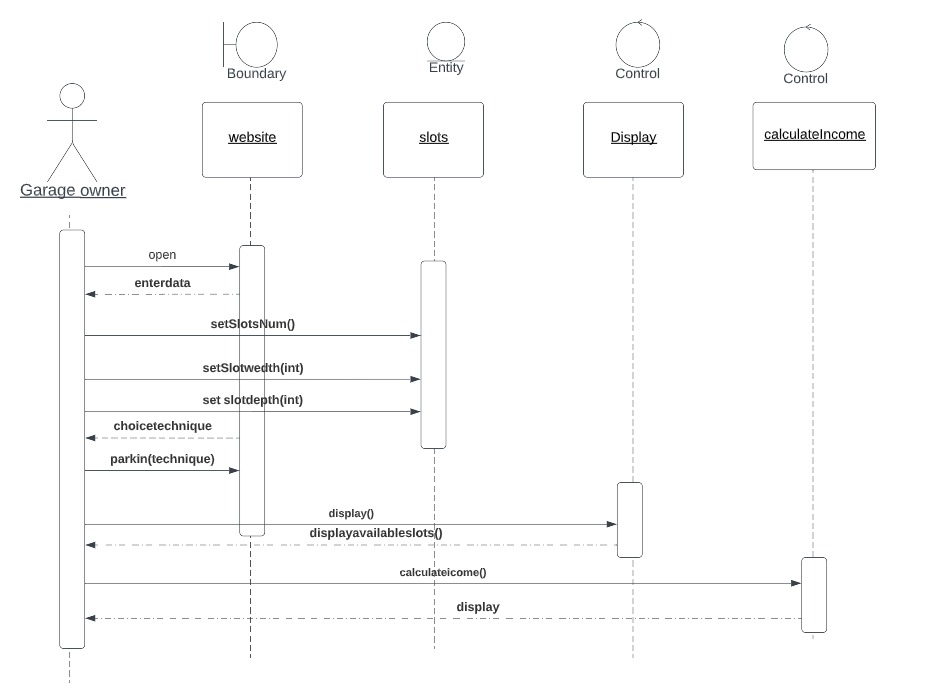 Boundary
Entity
Control
Control
website
slots
Display
calculateIncome
Garage owner
open
enterdata
setSlotsNum()
setSlotwedth(int)
set slotdepth(int)
choicetechnique
parkin(technique)
display()
displayavailableslots()
calculateicome()
display